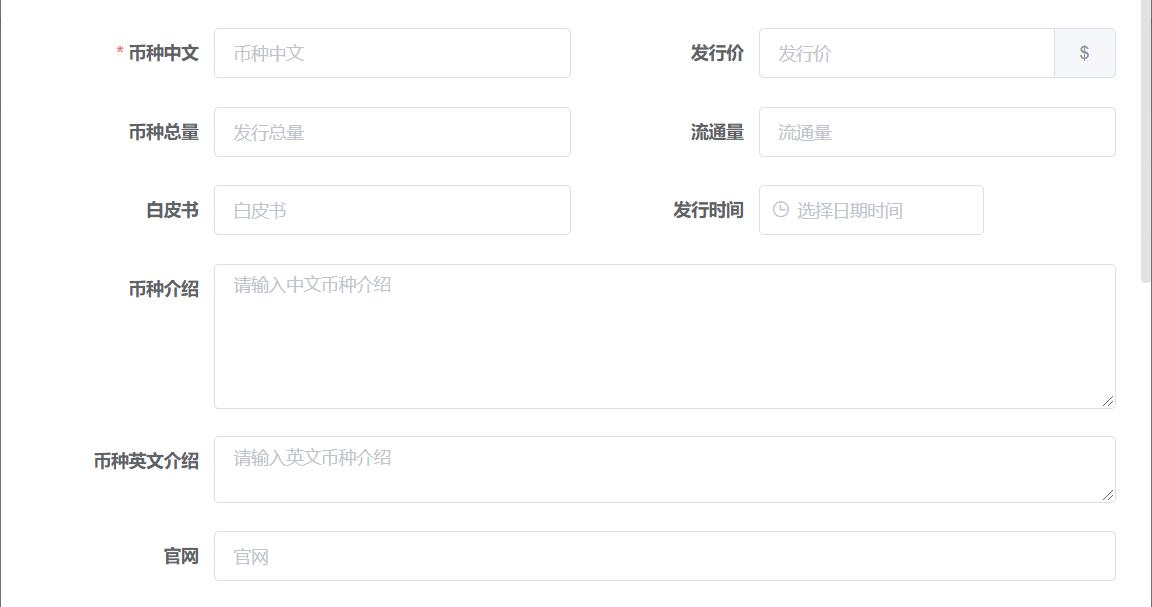 * 币种中文 币种中文 发行价 发行价 $
币种总量 发行总量 流通量 流通量
白皮书 白皮书 发行时间 选择日期时间
币种介绍 请输入中文币种介绍
币种英文介绍 请输入英文币种介绍
官网 官网